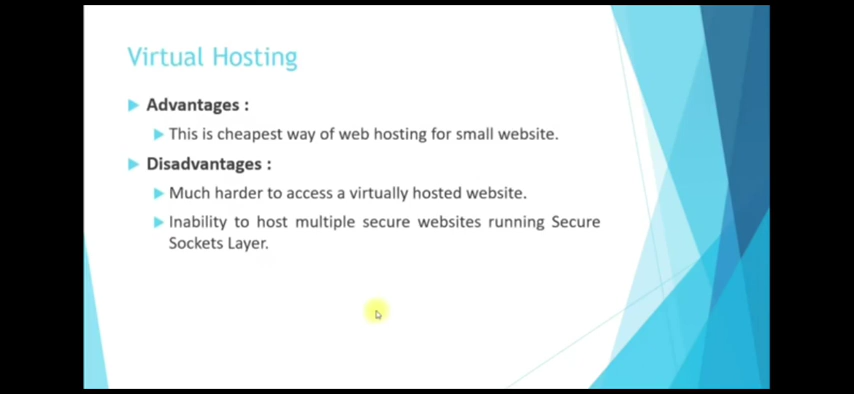 Virtual Hosting
Advantages :
This is cheapest way of web hosting for small website.
Disadvantages :
Much harder to access a virtually hosted website.
Inability to host multiple secure websites running Secure
Sockets Layer.